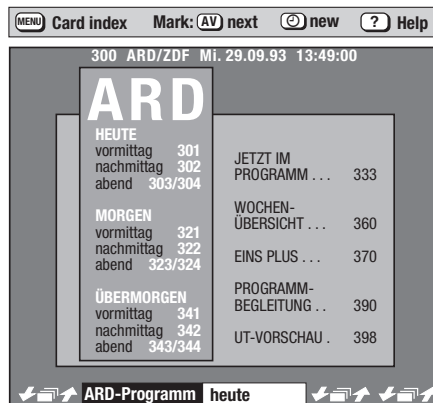 MENU Card index Mark: AV next new ? Help
300 ARD/ZDF Mi. 29.09.93 13:49:00
ARD
HEUTE
vormittag 301
nachmittag 302
abend 303/304
MORGEN
vormittag 321
nachmittag 322
abend 323/324
ÜBERMORGEN
vormittag 341
nachmittag 342
abend 343/344
JETZT IM
PROGRAMM . . . 333
WOCHEN-
ÜBERSICHT . . . 360
EINS PLUS . . . 370
PROGRAMM-
BEGLEITUNG . . 390
UT-VORSCHAU . 398
ARD-Programm heute